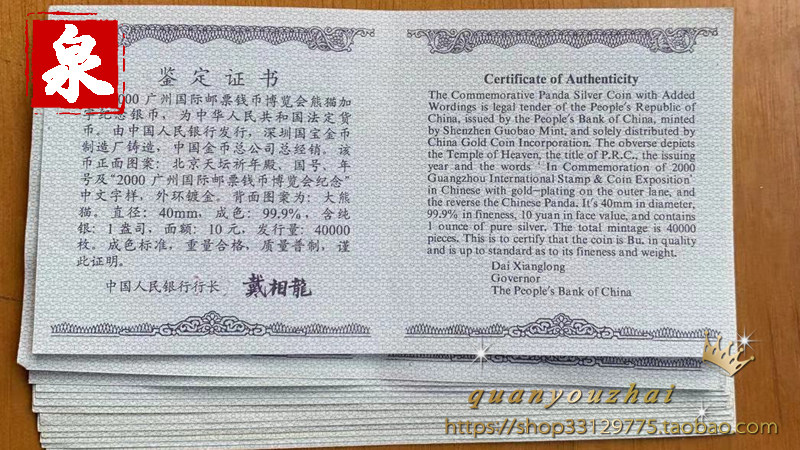 泉
鉴定证书
2000 广州国际邮票钱币博览会熊猫加
字纪念银币，为中华人民共和国法定货
币。由中国人民银行发行，深圳国宝金币
制造厂铸造，中国金币总公司总经销。该
币正面图案：北京天坛祈年殿、国号、年
号及“2000 广州国际邮票钱币博览会纪念”
中文字样，外环镀金。背面图案为：大熊
猫。直径：40mm，成色：99.9%，含纯
银：1 盎司，面额：10 元，发行量：40000
枚。成色标准，重量合格，质量普制，谨
此证明。
中国人民银行行长 戴相龍
Certificate of Authenticity
The Commemorative Panda Silver Coin with Added
Wordings is legal tender of the People's Republic of
China, issued by the People's Bank of China, minted
by Shenzhen Guobao Mint, and solely distributed by
China Gold Coin Incorporation. The obverse depicts
the Temple of Heaven, the title of P.R.C., the issuing
year and the words "In Commemoration of 2000
Guangzhou International Stamp & Coin Exposition"
in Chinese with gold-plating on the outer lane, and
the reverse the Chinese Panda. It's 40mm in diameter,
99.9% in fineness, 10 yuan in face value, and contains
1 ounce of pure silver. The total mintage is 40000
pieces. This is to certify that the coin is Bu. in quality
and is up to standard as to its fineness and weight.
Dai Xianglong
Governor
The People's Bank of China
quanyouzhai
https://shop33129775.taobao.com